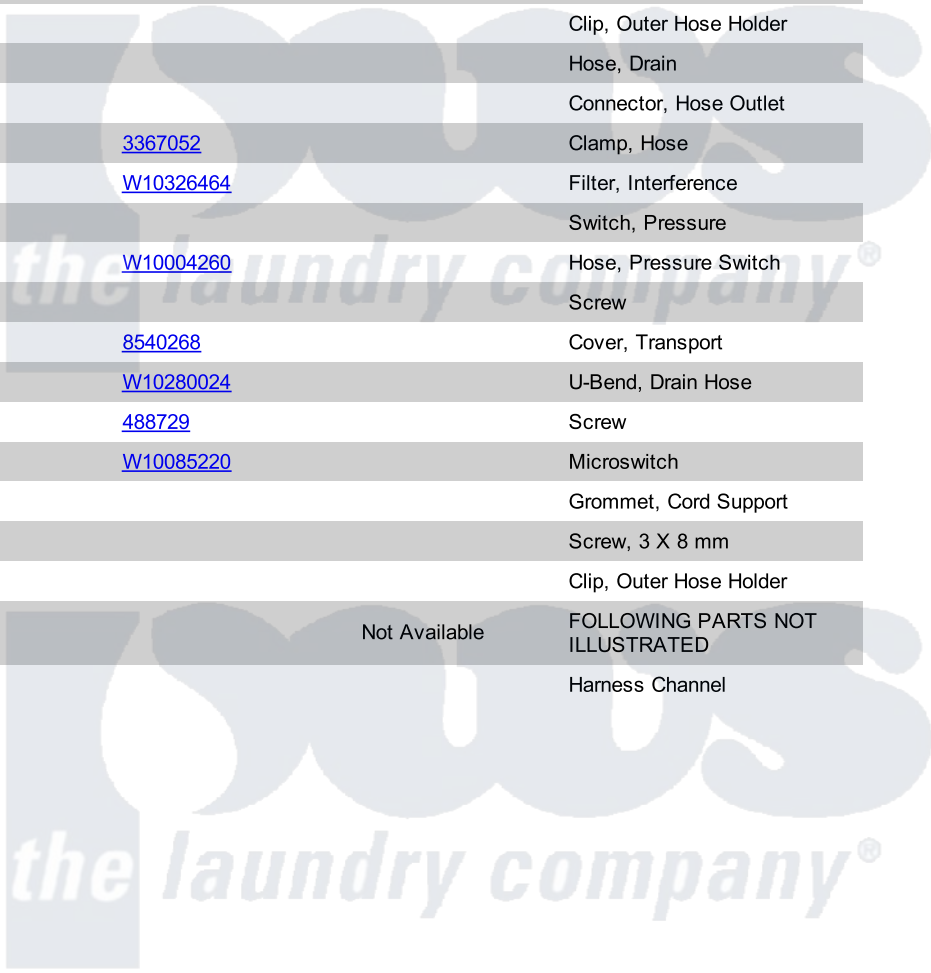 Clip, Outer Hose Holder
Hose, Drain
Connector, Hose Outlet
3367052 Clamp, Hose
W10326464 Filter, Interference
Switch, Pressure
W10004260 Hose, Pressure Switch
Screw
8540268 Cover, Transport
W10280024 U-Bend, Drain Hose
488729 Screw
W10085220 Microswitch
Grommet, Cord Support
Screw, 3 X 8 mm
Clip, Outer Hose Holder
Not Available FOLLOWING PARTS NOT
ILLUSTRATED
Harness Channel
pws
the laundry company®
pws
the laundry company®